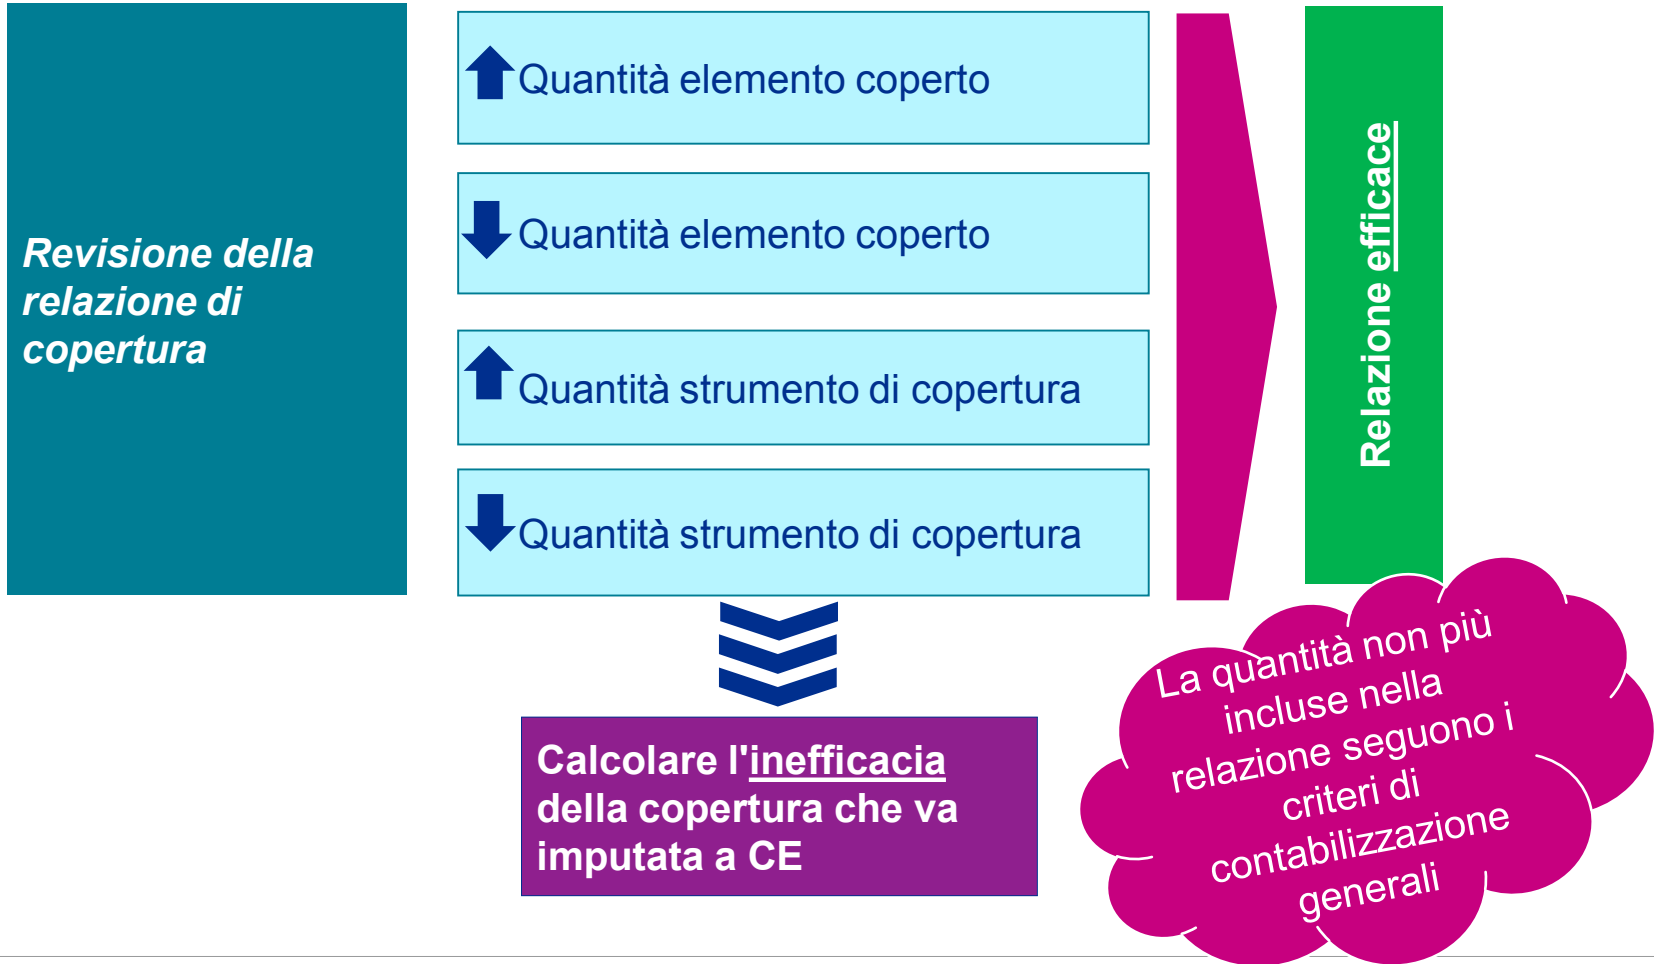 Revisione della
relazione di
copertura
Quantità elemento coperto
Quantità elemento coperto
Quantità strumento di copertura
Quantità strumento di copertura
Relazione efficace
Calcolare l'inefficacia
della copertura che va
imputata a CE
La quantità non più
incluse nella
relazione seguono i
criteri di
contabilizzazione
generali